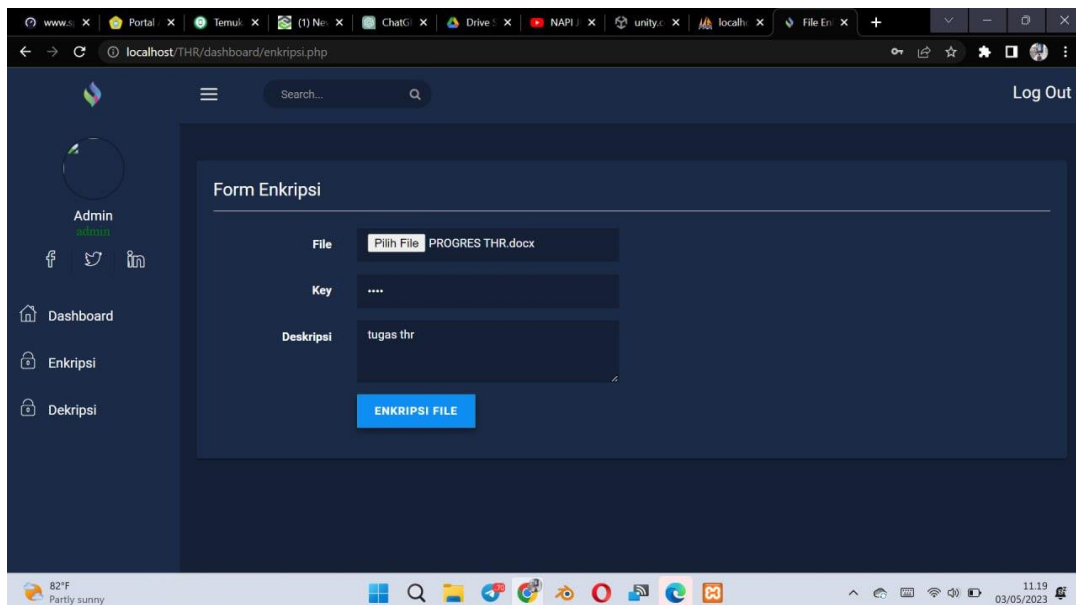 www.s
Portal
Temuk
(1) Ne
ChatG
Drive S
NAPI J
unity.c
localh
File En
localhost/THR/dashboard/enkripsi.php
Search...
Log Out
Admin
admin
Dashboard
Enkripsi
Dekripsi
Form Enkripsi
File Pilih File PROGRES THR.docx
Key ••••
Deskripsi tugas thr
ENKRIPSI FILE
82°F
Partly sunny
11.19
03/05/2023